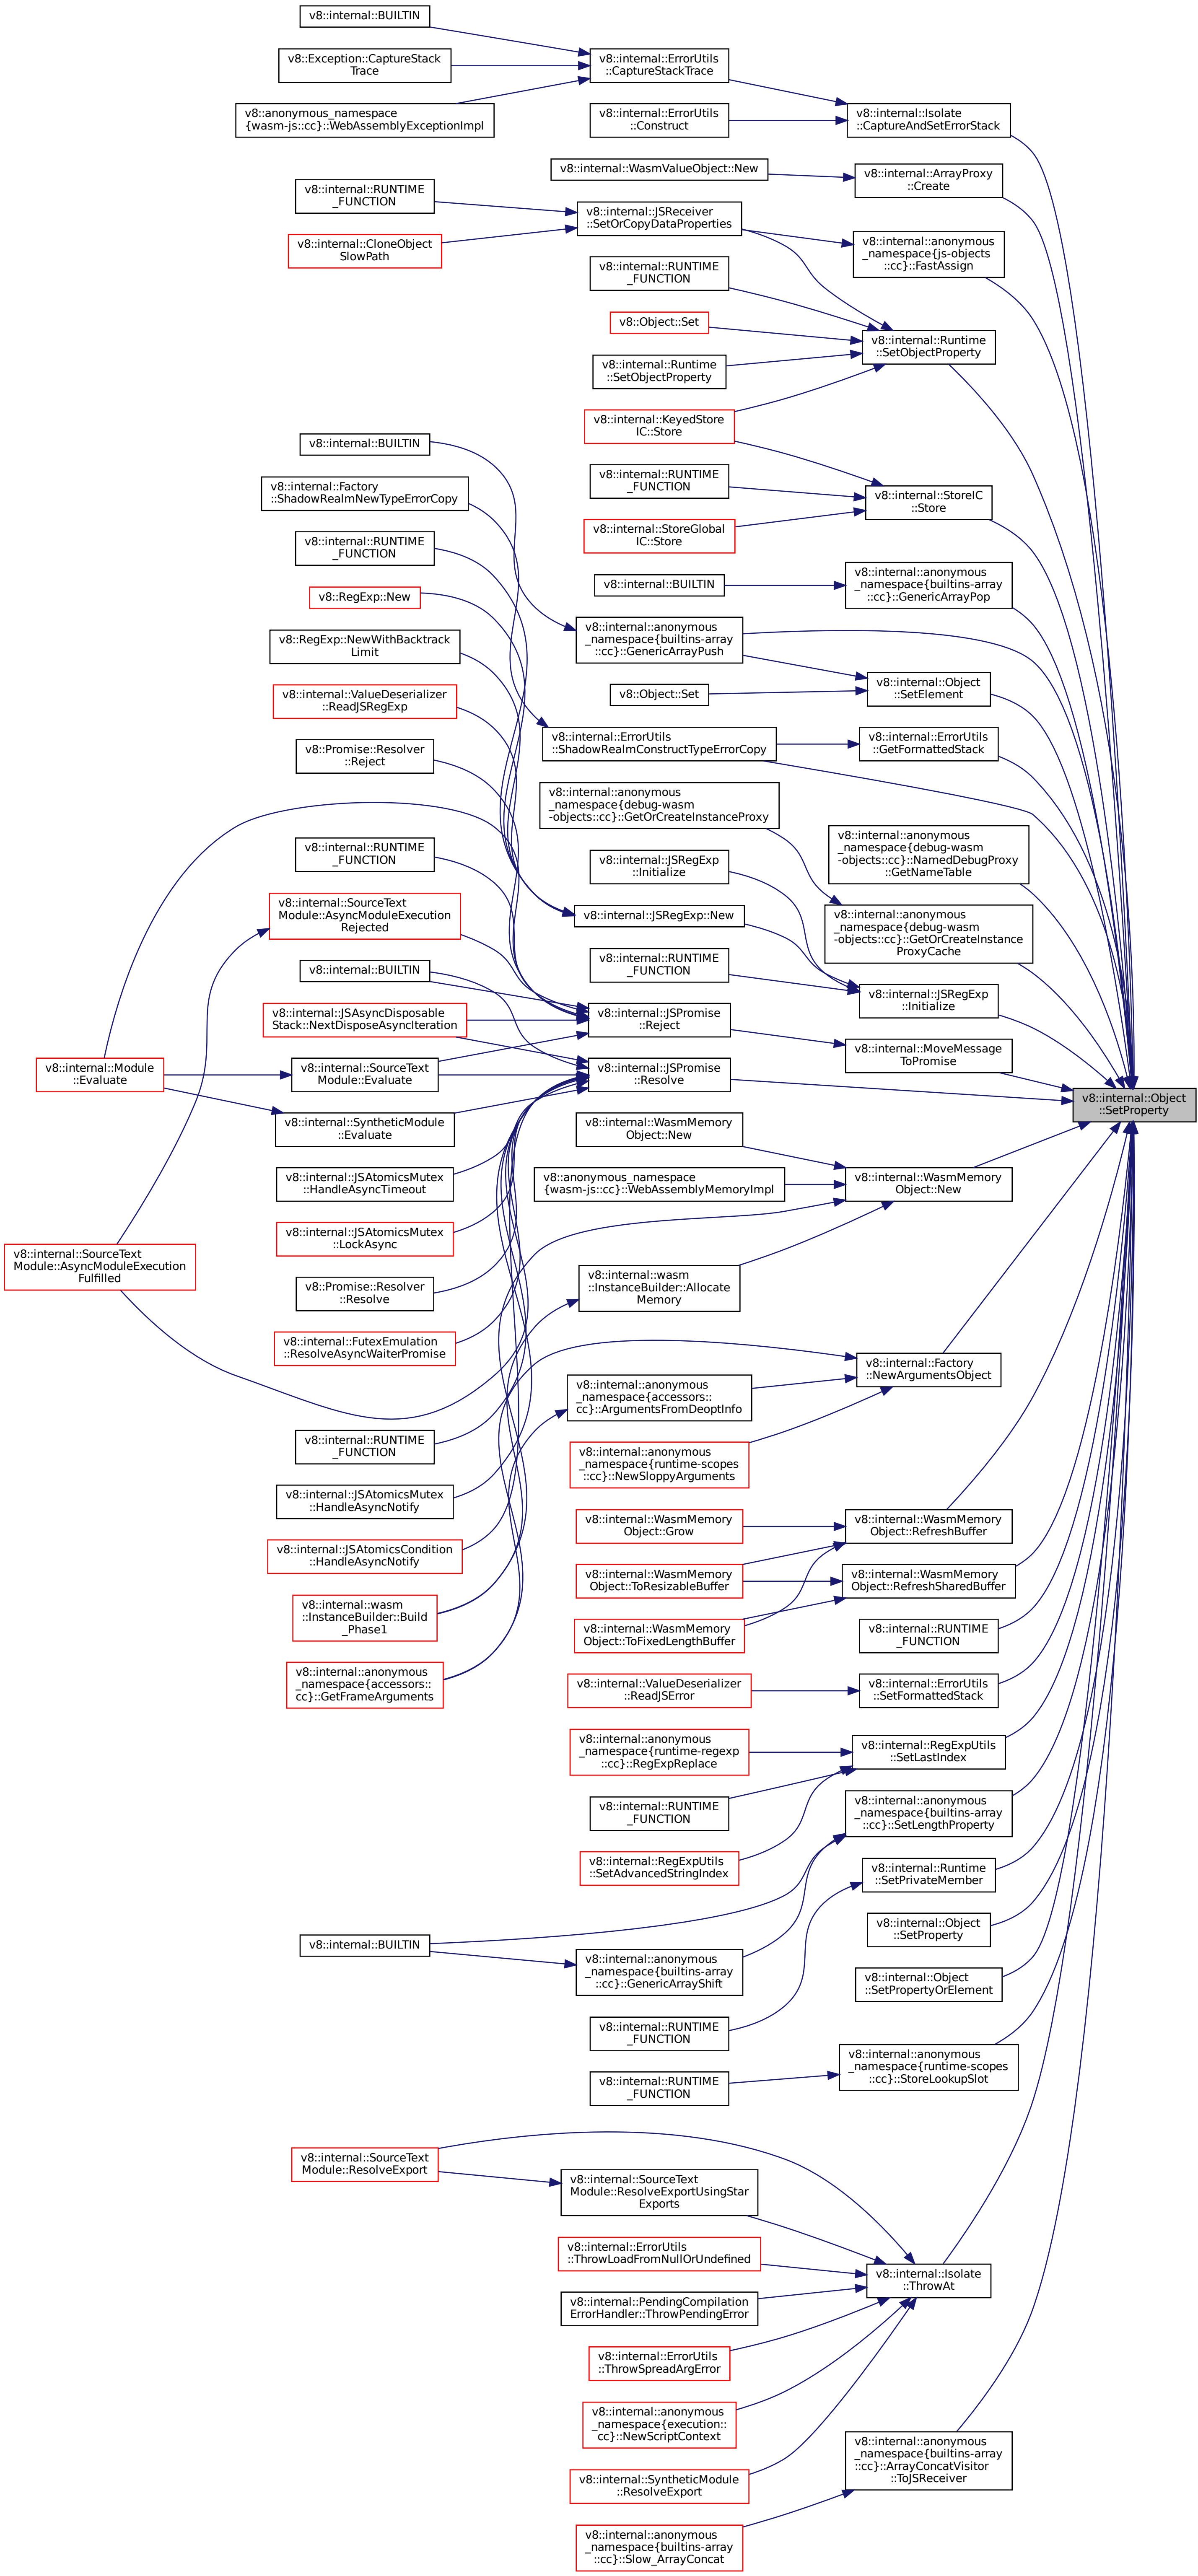 v8::internal::BUILTIN
v8::Exception::CaptureStack
Trace
v8::anonymous_namespace
{wasm-js::cc}::WebAssemblyExceptionImpl
v8::internal::ErrorUtils
::CaptureStackTrace
v8::internal::ErrorUtils
::Construct
v8::internal::Isolate
::CaptureAndSetErrorStack
v8::internal::WasmValueObject::New
v8::internal::ArrayProxy
::Create
v8::internal::RUNTIME
_FUNCTION
v8::internal::CloneObject
SlowPath
v8::internal::JSReceiver
::SetOrCopyDataProperties
v8::internal::anonymous
_namespace{js-objects
::cc}::FastAssign
v8::internal::RUNTIME
_FUNCTION
v8::Object::Set
v8::internal::Runtime
::SetObjectProperty
v8::internal::Runtime
::SetObjectProperty
v8::internal::KeyedStore
IC::Store
v8::internal::RUNTIME
_FUNCTION
v8::internal::StoreGlobal
IC::Store
v8::internal::StoreIC
::Store
v8::internal::BUILTIN
v8::internal::Factory
::ShadowRealmNewTypeErrorCopy
v8::internal::RUNTIME
_FUNCTION
v8::RegExp::New
v8::RegExp::NewWithBacktrack
Limit
v8::internal::ValueDeserializer
::ReadJSRegExp
v8::Promise::Resolver
::Reject
v8::internal::BUILTIN
v8::internal::anonymous
_namespace{builtins-array
::cc}::GenericArrayPop
v8::internal::anonymous
_namespace{builtins-array
::cc}::GenericArrayPush
v8::Object::Set
v8::internal::Object
::SetElement
v8::internal::ErrorUtils
::ShadowRealmConstructTypeErrorCopy
v8::internal::ErrorUtils
::GetFormattedStack
v8::internal::anonymous
_namespace{debug-wasm
-objects::cc}::GetOrCreateInstanceProxy
v8::internal::anonymous
_namespace{debug-wasm
-objects::cc}::NamedDebugProxy
::GetNameTable
v8::internal::RUNTIME
_FUNCTION
v8::internal::JSRegExp
::Initialize
v8::internal::SourceText
Module::AsyncModuleExecution
Rejected
v8::internal::JSRegExp::New
v8::internal::anonymous
_namespace{debug-wasm
-objects::cc}::GetOrCreateInstance
ProxyCache
v8::internal::BUILTIN
v8::internal::RUNTIME
_FUNCTION
v8::internal::JSRegExp
::Initialize
v8::internal::JSAsyncDisposable
Stack::NextDisposeAsyncIteration
v8::internal::JSPromise
::Reject
v8::internal::MoveMessage
ToPromise
v8::internal::Module
::Evaluate
v8::internal::SourceText
Module::Evaluate
v8::internal::JSPromise
::Resolve
v8::internal::Object
::SetProperty
v8::internal::SyntheticModule
::Evaluate
v8::internal::WasmMemory
Object::New
v8::internal::JSAtomicsMutex
::HandleAsyncTimeout
v8::anonymous_namespace
{wasm-js::cc}::WebAssemblyMemoryImpl
v8::internal::WasmMemory
Object::New
v8::internal::JSAtomicsMutex
::LockAsync
v8::internal::SourceText
Module::AsyncModuleExecution
Fulfilled
v8::Promise::Resolver
::Resolve
v8::internal::wasm
::InstanceBuilder::Allocate
Memory
v8::internal::FutexEmulation
::ResolveAsyncWaiterPromise
v8::internal::Factory
::NewArgumentsObject
v8::internal::anonymous
_namespace{accessors::
cc}::ArgumentsFromDeoptInfo
v8::internal::RUNTIME
_FUNCTION
v8::internal::anonymous
_namespace{runtime-scopes
::cc}::NewSloppyArguments
v8::internal::JSAtomicsMutex
::HandleAsyncNotify
v8::internal::WasmMemory
Object::Grow
v8::internal::WasmMemory
Object::RefreshBuffer
v8::internal::JSAtomicsCondition
::HandleAsyncNotify
v8::internal::WasmMemory
Object::ToResizableBuffer
v8::internal::WasmMemory
Object::RefreshSharedBuffer
v8::internal::wasm
::InstanceBuilder::Build
_Phase1
v8::internal::WasmMemory
Object::ToFixedLengthBuffer
v8::internal::RUNTIME
_FUNCTION
v8::internal::anonymous
_namespace{accessors::
cc}::GetFrameArguments
v8::internal::ValueDeserializer
::ReadJSError
v8::internal::ErrorUtils
::SetFormattedStack
v8::internal::anonymous
_namespace{runtime-regexp
::cc}::RegExpReplace
v8::internal::RegExpUtils
::SetLastIndex
v8::internal::RUNTIME
_FUNCTION
v8::internal::anonymous
_namespace{builtins-array
::cc}::SetLengthProperty
v8::internal::RegExpUtils
::SetAdvancedStringIndex
v8::internal::Runtime
::SetPrivateMember
v8::internal::BUILTIN
v8::internal::Object
::SetProperty
v8::internal::anonymous
_namespace{builtins-array
::cc}::GenericArrayShift
v8::internal::Object
::SetPropertyOrElement
v8::internal::RUNTIME
_FUNCTION
v8::internal::RUNTIME
_FUNCTION
v8::internal::anonymous
_namespace{runtime-scopes
::cc}::StoreLookupSlot
v8::internal::SourceText
Module::ResolveExport
v8::internal::SourceText
Module::ResolveExportUsingStar
Exports
v8::internal::ErrorUtils
::ThrowLoadFromNullOrUndefined
v8::internal::Isolate
::ThrowAt
v8::internal::PendingCompilation
ErrorHandler::ThrowPendingError
v8::internal::ErrorUtils
::ThrowSpreadArgError
v8::internal::anonymous
_namespace{execution::
cc}::NewScriptContext
v8::internal::SyntheticModule
::ResolveExport
v8::internal::anonymous
_namespace{builtins-array
::cc}::ArrayConcatVisitor
::ToJSReceiver
v8::internal::anonymous
_namespace{builtins-array
::cc}::Slow_ArrayConcat